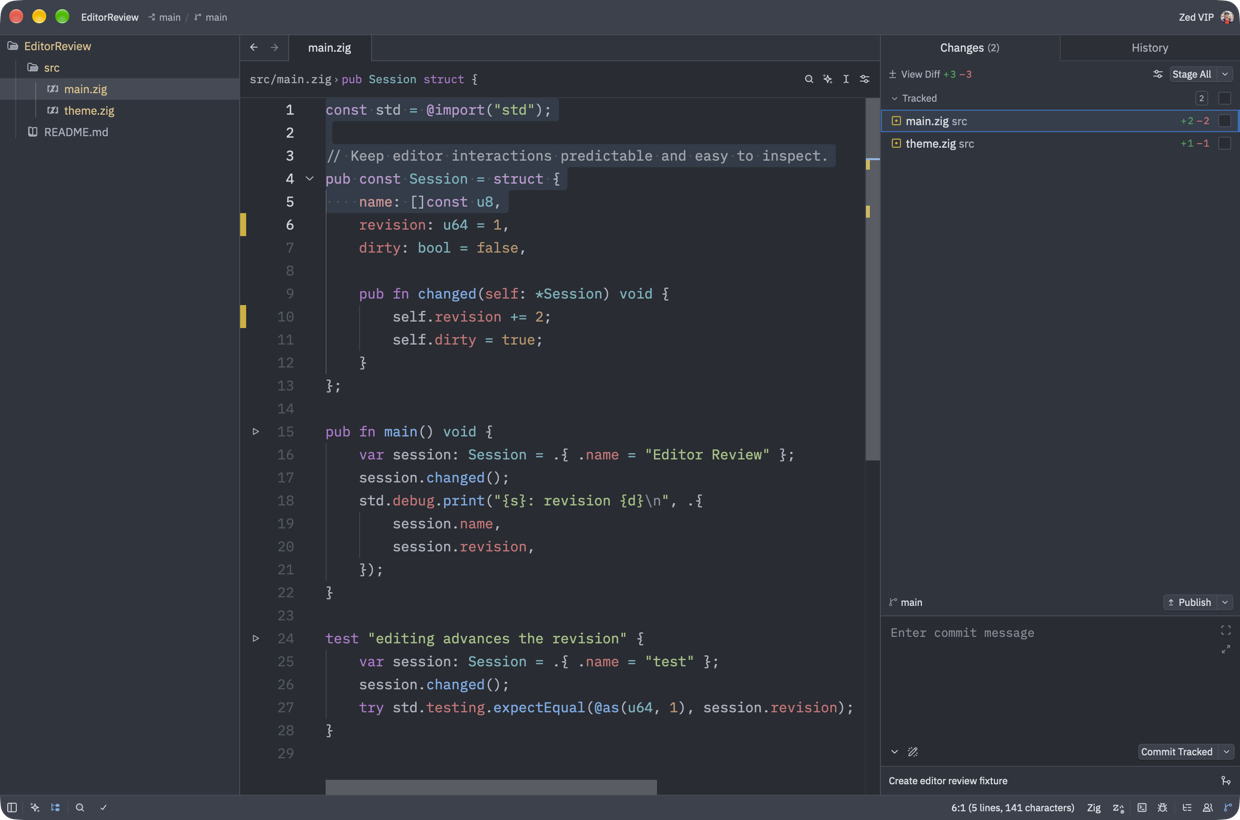 EditorReview main / main
Zed VIP
EditorReview
src
main.zig
theme.zig
README.md
main.zig
src/main.zig › pub Session struct {
1 const std = @import("std");
2
3 // Keep editor interactions predictable and easy to inspect.
4 pub const Session = struct {
5 name: []const u8,
6 revision: u64 = 1,
7 dirty: bool = false,
8
9 pub fn changed(self: *Session) void {
10 self.revision += 2;
11 self.dirty = true;
12 }
13 };
14
15 pub fn main() void {
16 var session: Session = .{ .name = "Editor Review" };
17 session.changed();
18 std.debug.print("{s}: revision {d}\n", .{
19 session.name,
20 session.revision,
21 });
22 }
23
24 test "editing advances the revision" {
25 var session: Session = .{ .name = "test" };
26 session.changed();
27 try std.testing.expectEqual(@as(u64, 1), session.revision);
28 }
29
Changes (2)
History
View Diff +3 −3
Stage All
Tracked
2
main.zig src +2 −2
theme.zig src +1 −1
main
Publish
Enter commit message
Commit Tracked
Create editor review fixture
6:1 (5 lines, 141 characters)
Zig